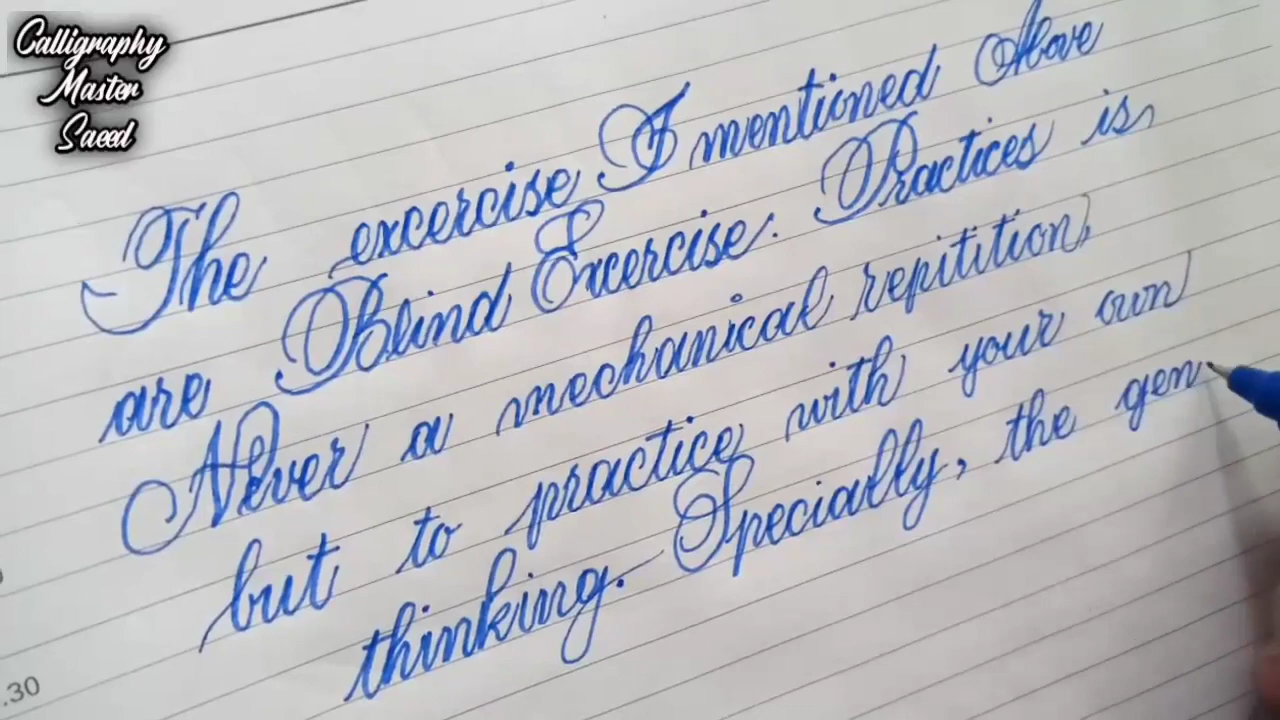 Calligraphy
Master
Saeed
The excercise I mentioned Above
are Blind Excercise. Practices is
Never a mechanical repitition,
but to practice with your own
thinking. Specially, the gen
.30